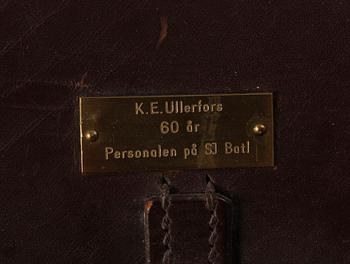 K.E.Ullerfors
60 år
Personalen på SJ Batl